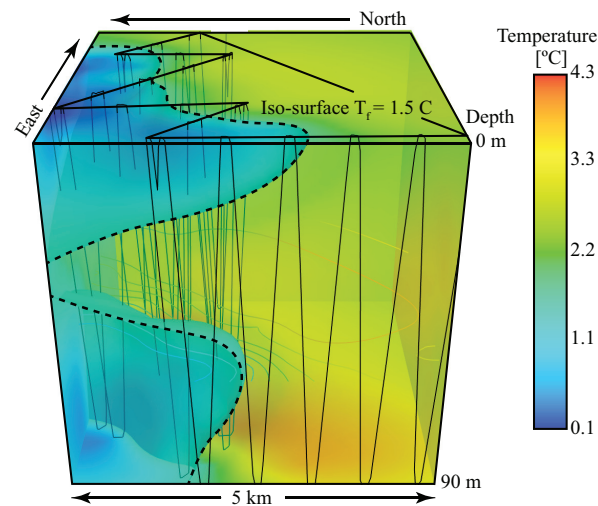 North
Temperature
[ºC]
4.3
East
Iso-surface T_f = 1.5 C
Depth
0 m
3.3
2.2
1.1
0.1
90 m
5 km